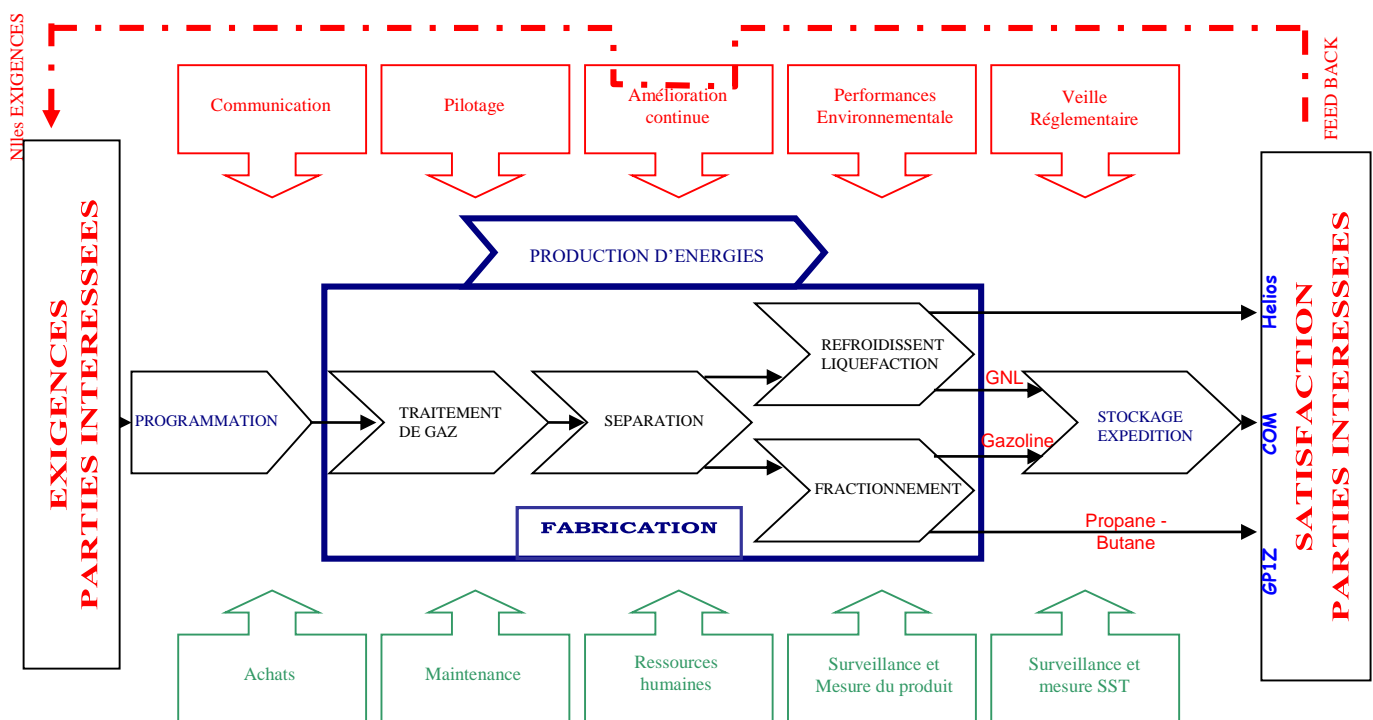 Nlles EXIGENCES
FEED BACK
Communication
Pilotage
Amélioration
continue
Performances
Environnementale
Veille
Réglementaire
EXIGENCES
PARTIES INTERESSEES
PRODUCTION D’ENERGIES
PROGRAMMATION
TRAITEMENT
DE GAZ
SEPARATION
REFROIDISSENT
LIQUEFACTION
FRACTIONNEMENT
FABRICATION
GNL
Gazoline
STOCKAGE
EXPEDITION
Propane -
Butane
Helios
COM
GP1Z
SATISFACTION
PARTIES INTERESSEES
Achats
Maintenance
Ressources
humaines
Surveillance et
Mesure du produit
Surveillance et
mesure SST